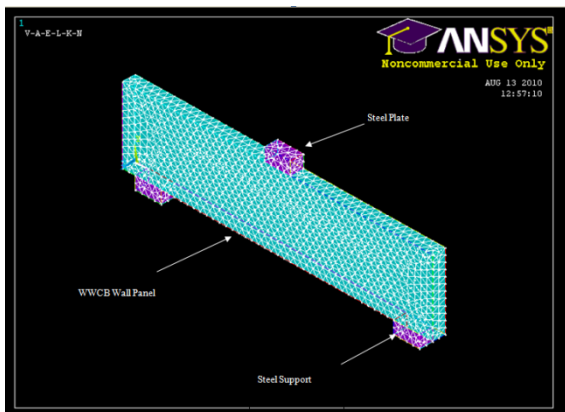 1
V-A-E-L-K-N
ANSYS
Noncommercial Use Only
AUG 13 2010
12:57:10
Steel Plate
WWCB Wall Panel
Steel Support